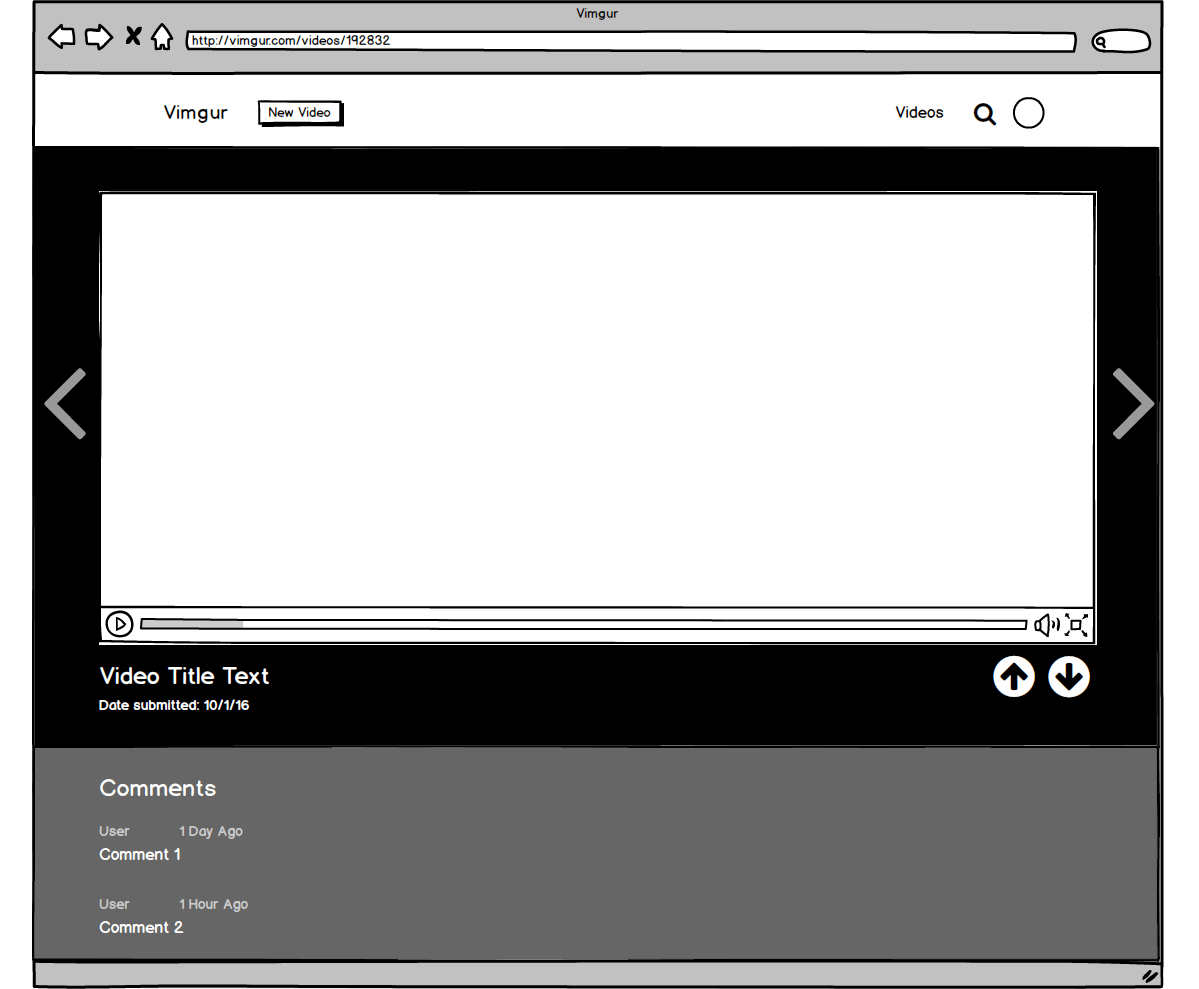 Vimgur
http://vimgur.com/videos/192832
Vimgur New Video Videos
Video Title Text
Date submitted: 10/1/16
Comments
User 1 Day Ago
Comment 1
User 1 Hour Ago
Comment 2